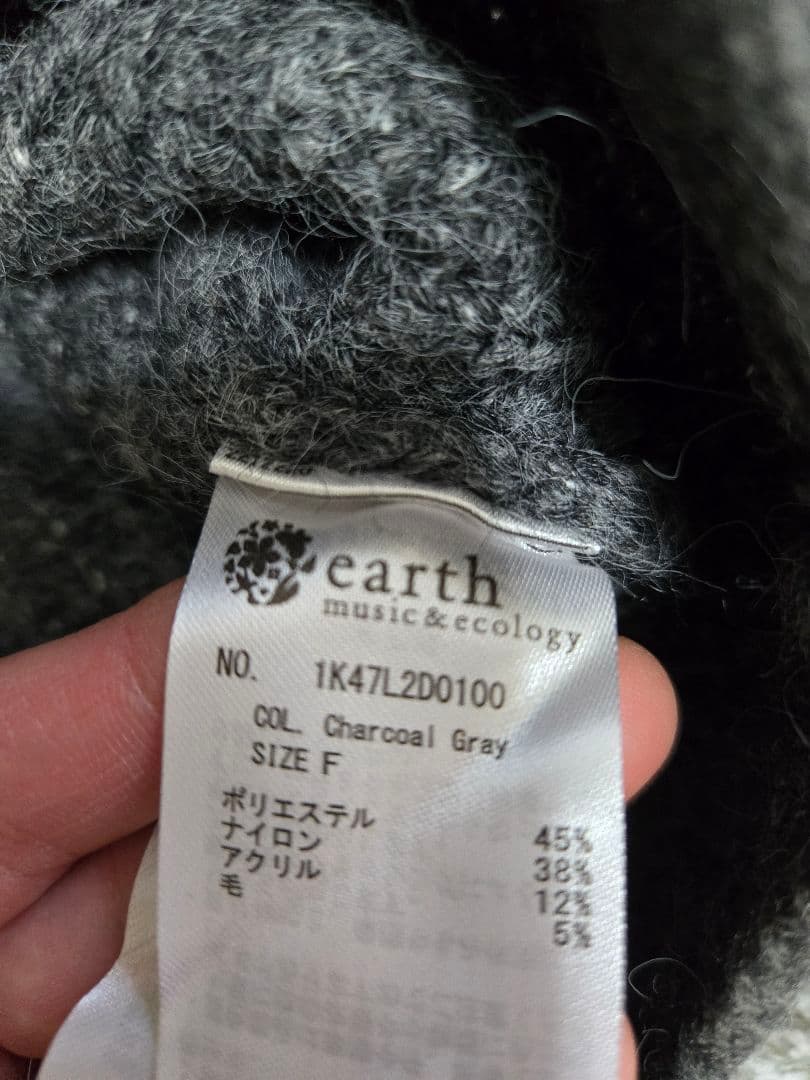 earth
music&ecology
NO. 1K47L2D0100
COL. Charcoal Gray
SIZE F
ポリエステル 45%
ナイロン 38%
アクリル 12%
毛 5%